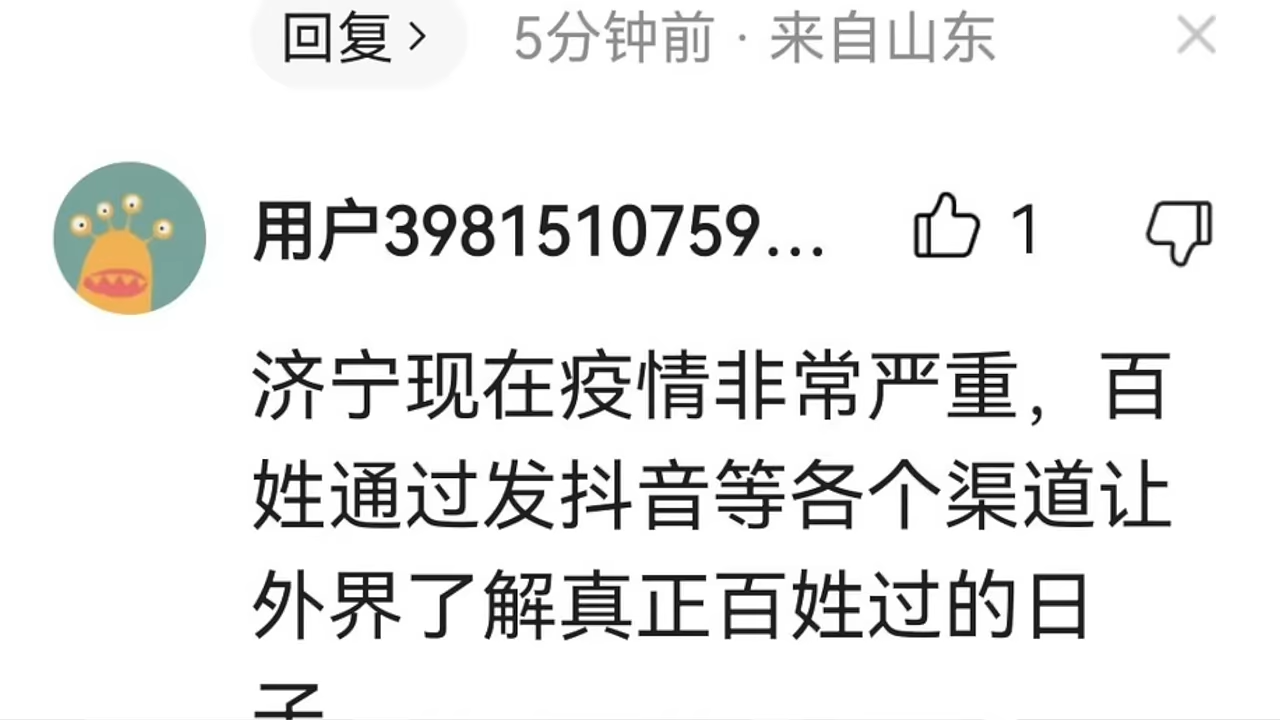 回复 > 5分钟前 · 来自山东
用户3981510759... 1
济宁现在疫情非常严重，百
姓通过发抖音等各个渠道让
外界了解真正百姓过的日
子